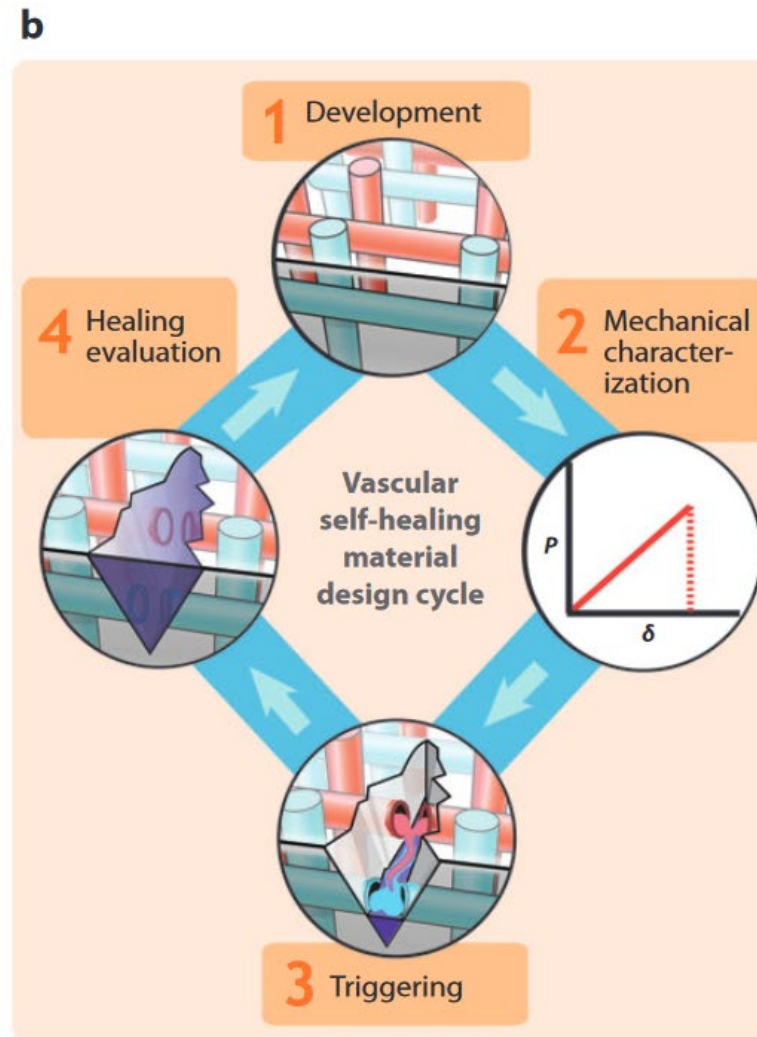 b
1 Development
4 Healing
evaluation
2 Mechanical
character-
ization
Vascular
self-healing
material
design cycle
P
δ
3 Triggering